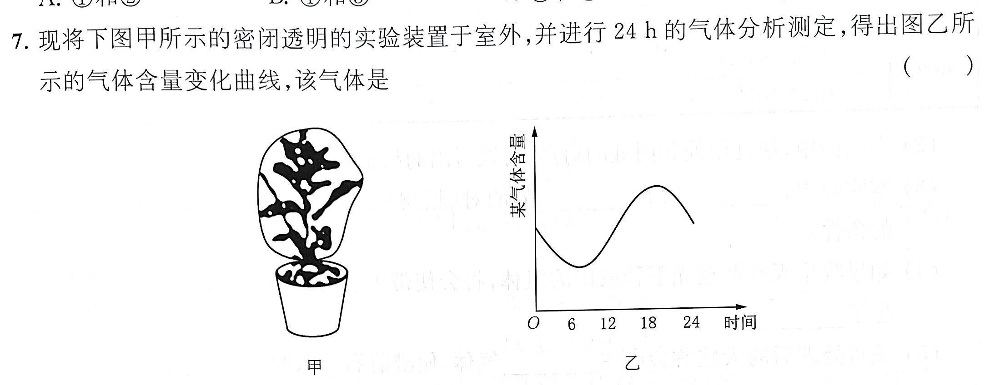 7. 现将下图甲所示的密闭透明的实验装置于室外,并进行 24 h 的气体分析测定,得出图乙所
示的气体含量变化曲线,该气体是 ( )
某气体含量
O 6 12 18 24 时间
甲 乙